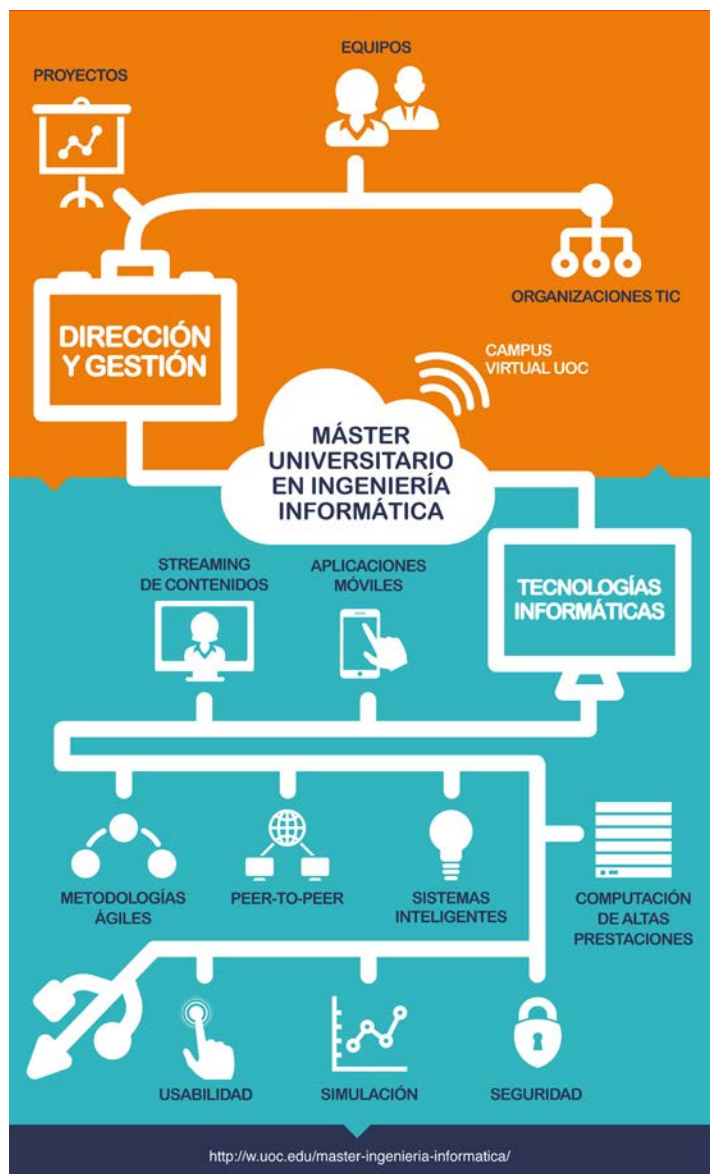 EQUIPOS
PROYECTOS
ORGANIZACIONES TIC
DIRECCIÓN
Y GESTIÓN
CAMPUS
VIRTUAL UOC
MÁSTER
UNIVERSITARIO
EN INGENIERÍA
INFORMÁTICA
STREAMING
DE CONTENIDOS
APLICACIONES
MÓVILES
TECNOLOGÍAS
INFORMÁTICAS
METODOLOGÍAS
ÁGILES
PEER-TO-PEER
SISTEMAS
INTELIGENTES
COMPUTACIÓN
DE ALTAS
PRESTACIONES
USABILIDAD
SIMULACIÓN
SEGURIDAD
http://w.uoc.edu/master-ingenieria-informatica/